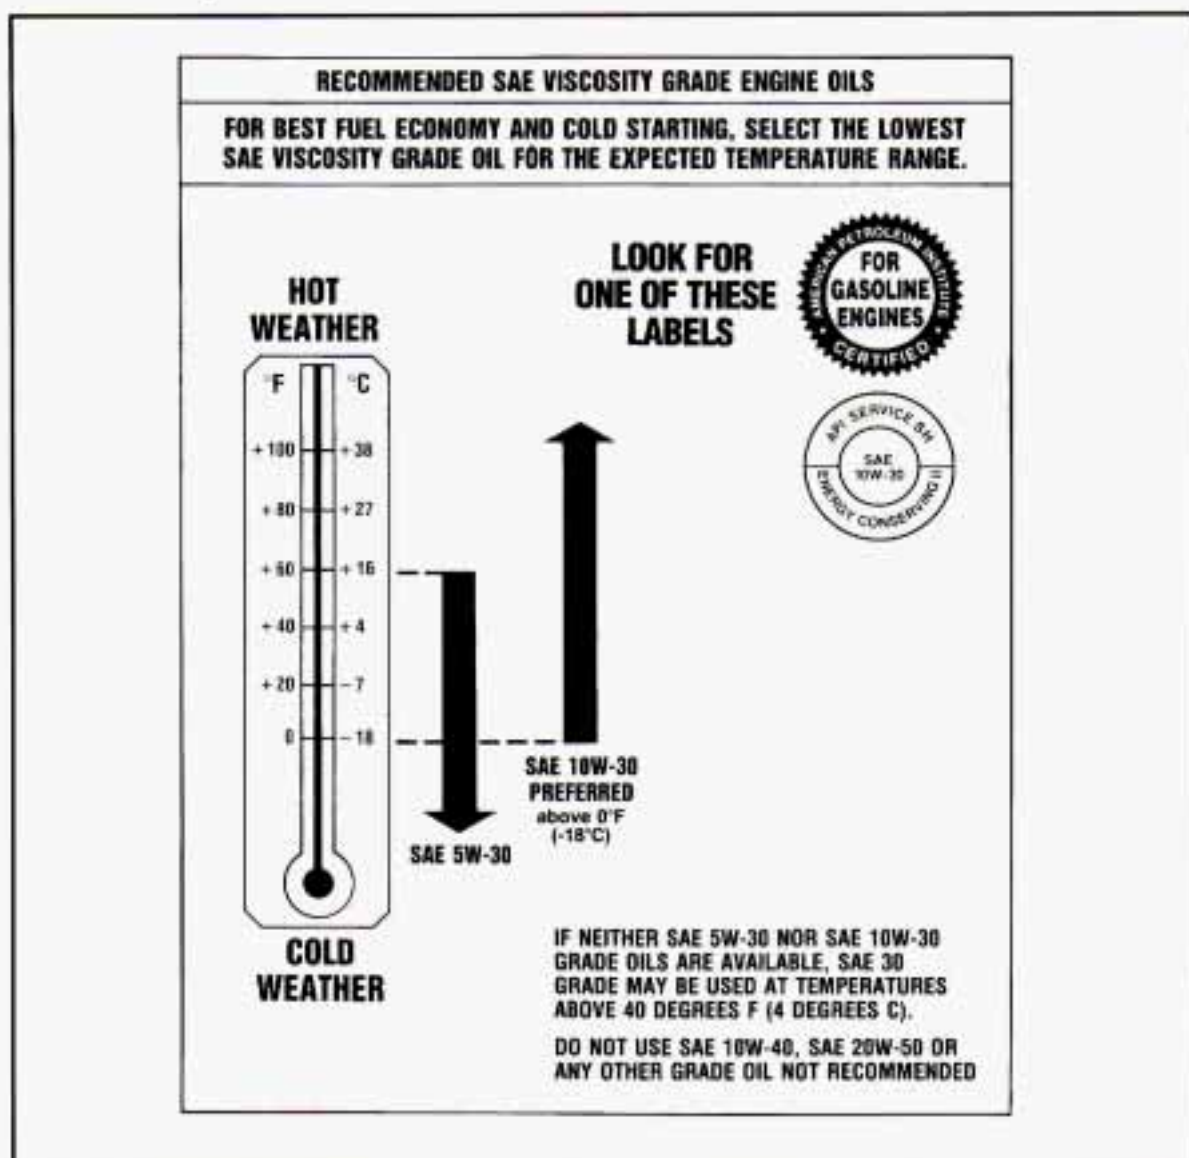 RECOMMENDED SAE VISCOSITY GRADE ENGINE OILS
FOR BEST FUEL ECONOMY AND COLD STARTING, SELECT THE LOWEST
SAE VISCOSITY GRADE OIL FOR THE EXPECTED TEMPERATURE RANGE.
LOOK FOR
ONE OF THESE
LABELS
AMERICAN PETROLEUM INSTITUTE
FOR
GASOLINE
ENGINES
CERTIFIED
API SERVICE SH
SAE
10W-30
ENERGY CONSERVING II
HOT
WEATHER
°F °C
+100 +38
+80 +27
+60 +16
+40 +4
+20 -7
0 -18
COLD
WEATHER
SAE 5W-30
SAE 10W-30
PREFERRED
above 0°F
(-18°C)
IF NEITHER SAE 5W-30 NOR SAE 10W-30
GRADE OILS ARE AVAILABLE, SAE 30
GRADE MAY BE USED AT TEMPERATURES
ABOVE 40 DEGREES F (4 DEGREES C).
DO NOT USE SAE 10W-40, SAE 20W-50 OR
ANY OTHER GRADE OIL NOT RECOMMENDED